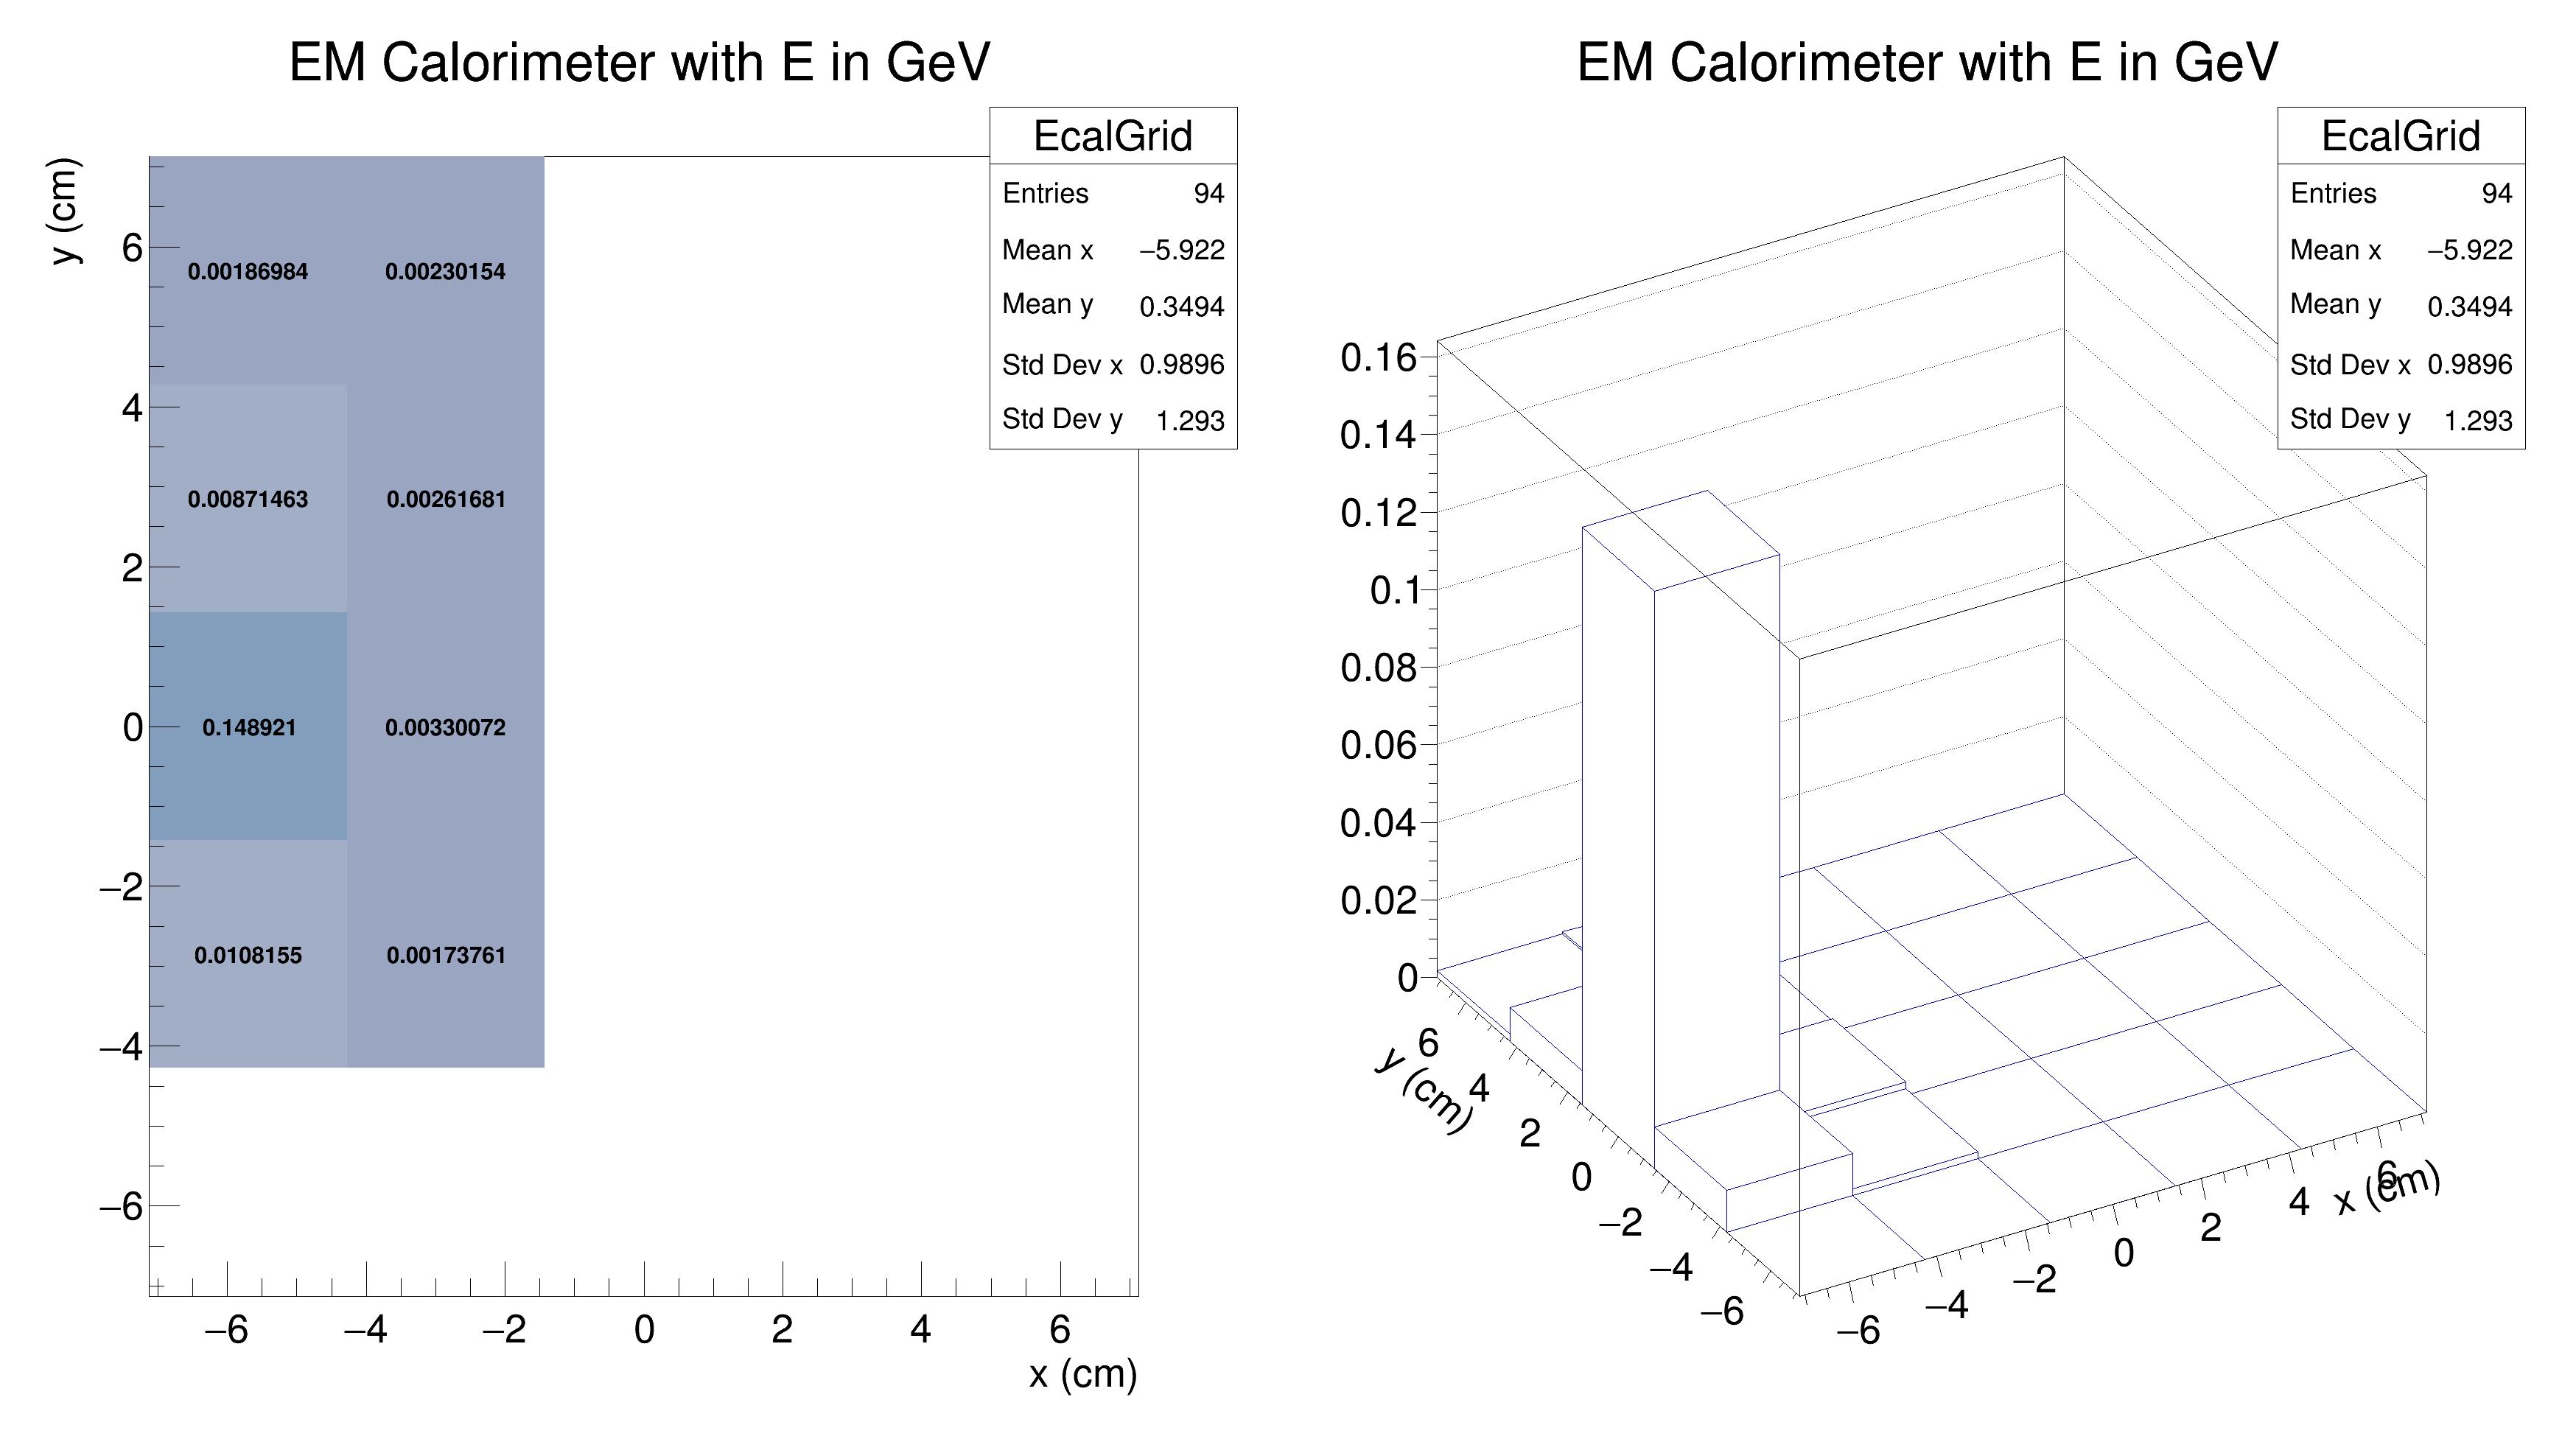 EM Calorimeter with E in GeV
EcalGrid
Entries 94
Mean x −5.922
Mean y 0.3494
Std Dev x 0.9896
Std Dev y 1.293
y (cm)
6
4
2
0
−2
−4
−6
0.00186984 0.00230154
0.00871463 0.00261681
0.148921 0.00330072
0.0108155 0.00173761
−6 −4 −2 0 2 4 6
x (cm)
EM Calorimeter with E in GeV
EcalGrid
Entries 94
Mean x −5.922
Mean y 0.3494
Std Dev x 0.9896
Std Dev y 1.293
0.16
0.14
0.12
0.1
0.08
0.06
0.04
0.02
0
6
4
2
0
−2
−4
−6
y (cm)
−6
−4
−2
0
2
4
6
x (cm)